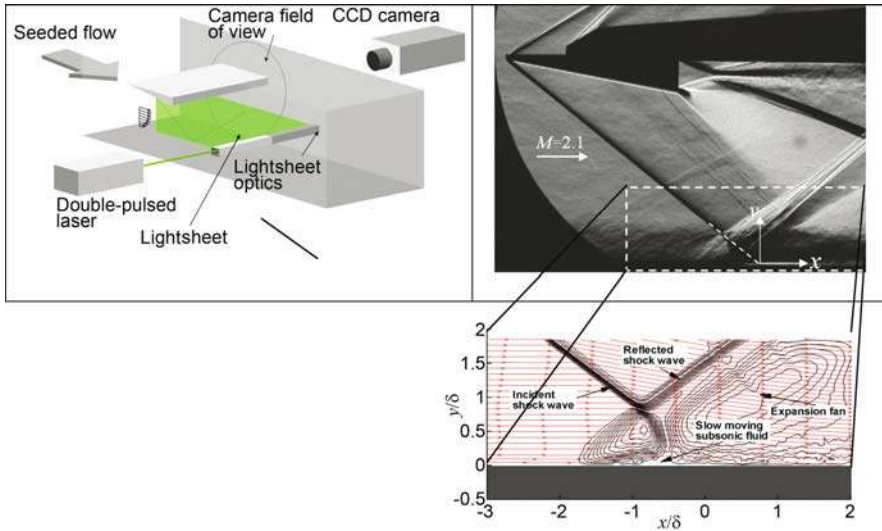 Seeded flow
Camera field
of view
CCD camera
Lightsheet
optics
Double-pulsed
laser
Lightsheet
M=2.1
y
x
2
1.5
1
0.5
0
-0.5
y/δ
Reflected
shock wave
Incident
shock wave
Expansion fan
Slow moving
subsonic fluid
-3 -2 -1 0 1 2
x/δ